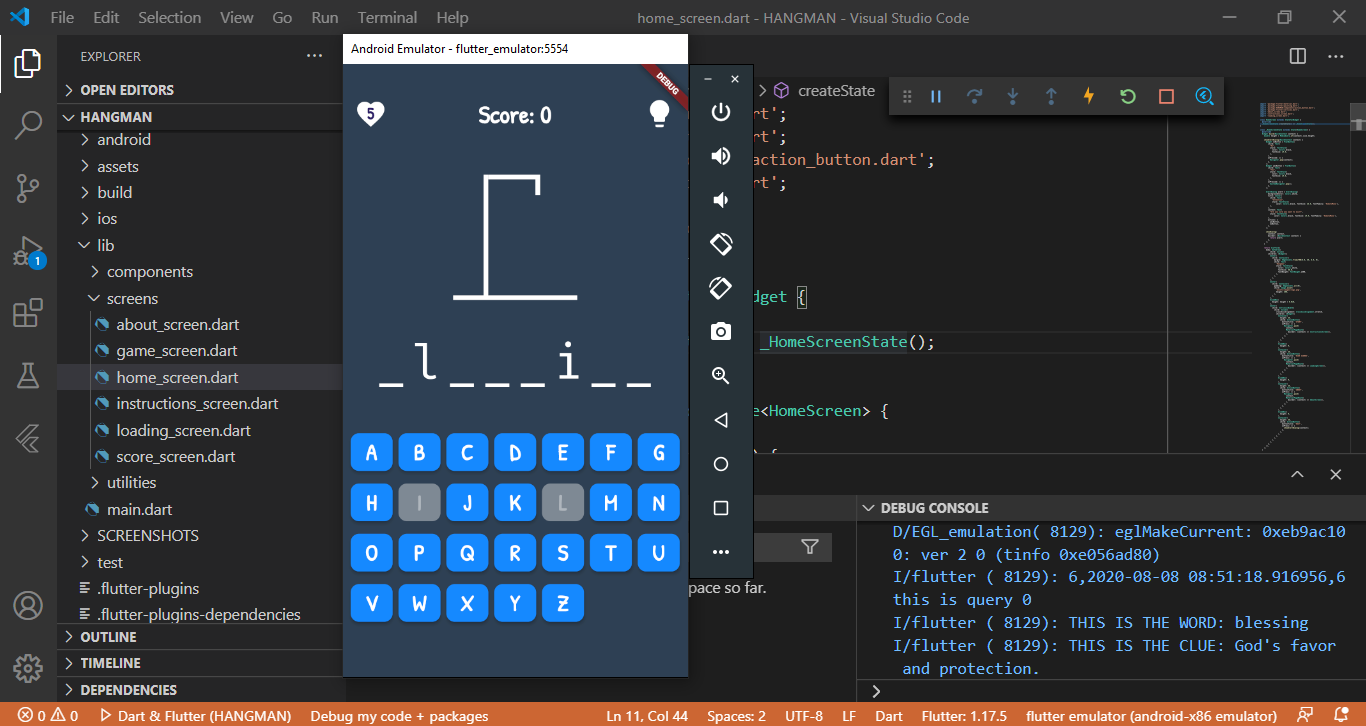 File Edit Selection View Go Run Terminal Help
home_screen.dart - HANGMAN - Visual Studio Code
EXPLORER
OPEN EDITORS
HANGMAN
android
assets
build
ios
lib
components
screens
about_screen.dart
game_screen.dart
home_screen.dart
instructions_screen.dart
loading_screen.dart
score_screen.dart
utilities
main.dart
SCREENSHOTS
test
.flutter-plugins
.flutter-plugins-dependencies
OUTLINE
TIMELINE
DEPENDENCIES
1
Android Emulator - flutter_emulator:5554
DEBUG
5
Score: 0
_ l _ _ _ i _ _
A B C D E F G
H I J K L M N
O P Q R S T U
V W X Y Z
createState
rt';
rt';
action_button.dart';
rt';
dget {
_HomeScreenState();
e<HomeScreen> {
) {
pace so far.
DEBUG CONSOLE
D/EGL_emulation( 8129): eglMakeCurrent: 0xeb9ac10
0: ver 2 0 (tinfo 0xe056ad80)
I/flutter ( 8129): 6,2020-08-08 08:51:18.916956,6
this is query 0
I/flutter ( 8129): THIS IS THE WORD: blessing
I/flutter ( 8129): THIS IS THE CLUE: God's favor
and protection.
0 0 Dart & Flutter (HANGMAN) Debug my code + packages Ln 11, Col 44 Spaces: 2 UTF-8 LF Dart Flutter: 1.17.5 flutter emulator (android-x86 emulator)